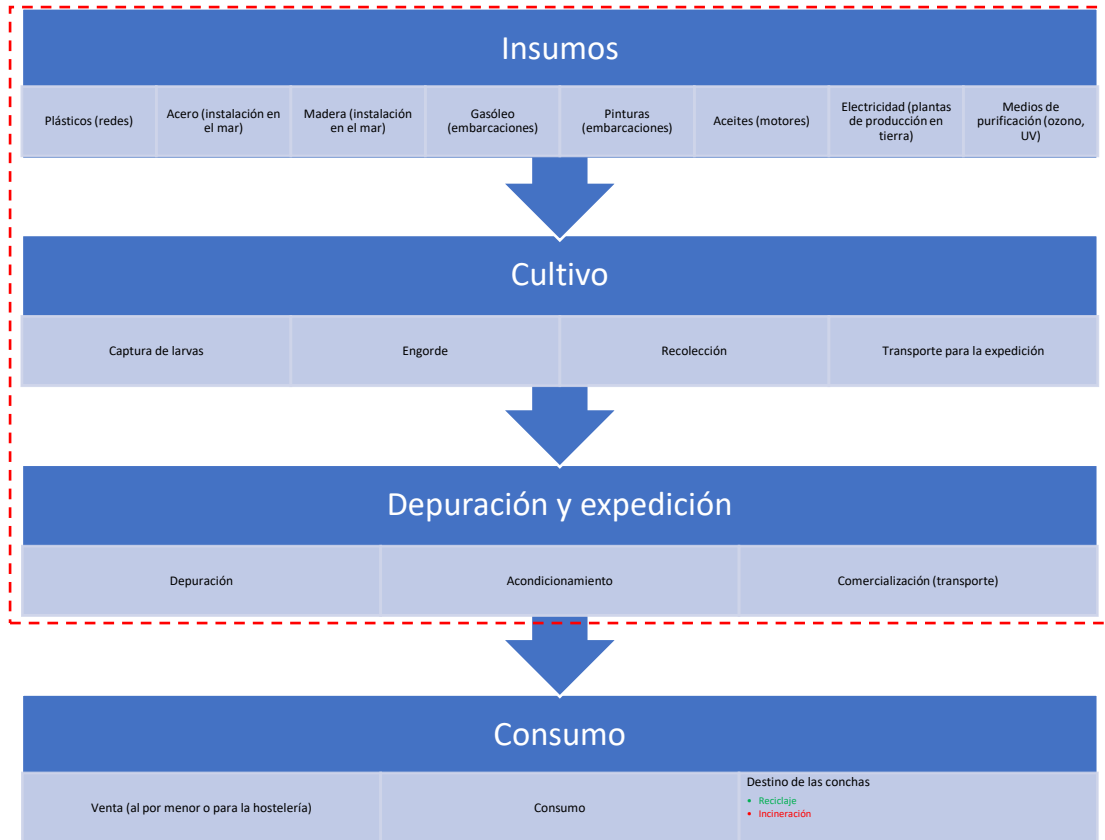 Insumos
Plásticos (redes)
Acero (instalación en
el mar)
Madera (instalación
en el mar)
Gasóleo
(embarcaciones)
Pinturas
(embarcaciones)
Aceites (motores)
Electricidad (plantas
de producción en
tierra)
Medios de
purificación (ozono,
UV)
Cultivo
Captura de larvas
Engorde
Recolección
Transporte para la expedición
Depuración y expedición
Depuración
Acondicionamiento
Comercialización (transporte)
Consumo
Venta (al por menor o para la hostelería)
Consumo
Destino de las conchas
• Reciclaje
• Incineración